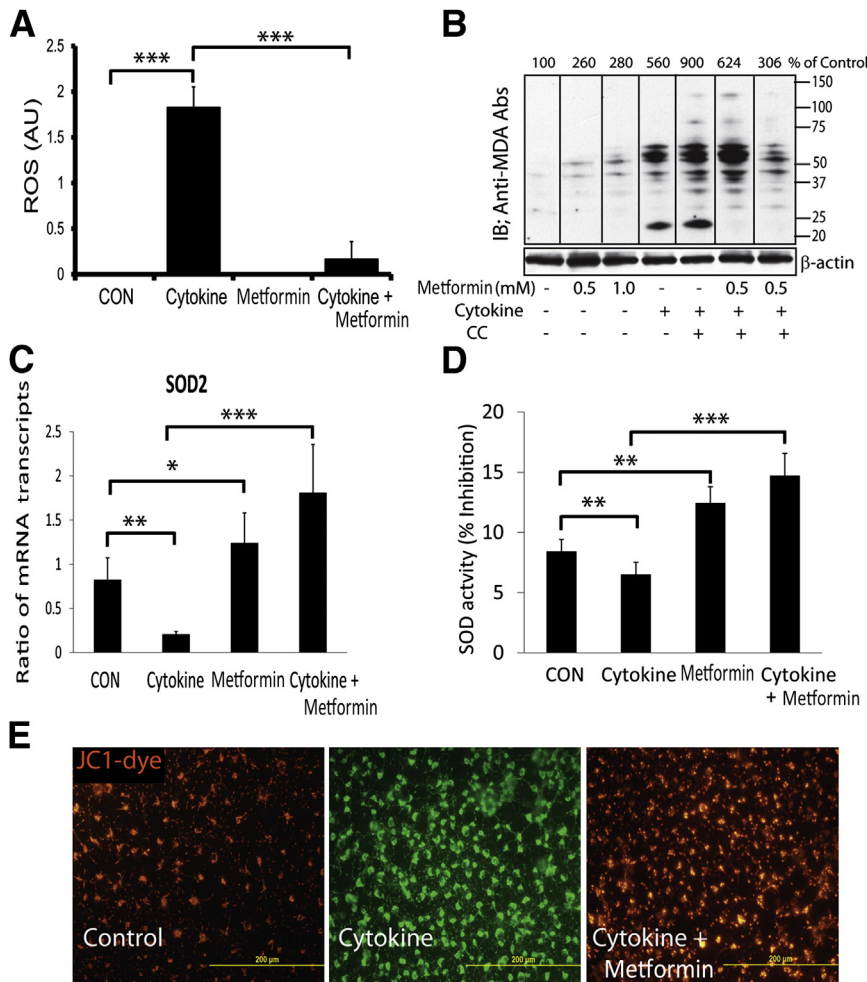 A
2.5
2
1.5
1
0.5
0
ROS (AU)
***
***
CON
Cytokine
Metformin
Cytokine +
Metformin
B
100 260 280 560 900 624 306 % of Control
IB; Anti-MDA Abs
150
100
75
50
37
25
20
β-actin
Metformin (mM) - 0.5 1.0 - - 0.5 0.5
Cytokine - - - + + + +
CC - - - - + + +
C
SOD2
Ratio of mRNA transcripts
2.5
2
1.5
1
0.5
0
***
*
**
CON
Cytokine
Metformin
Cytokine +
Metformin
D
SOD actvity (% Inhibition)
20
15
10
5
0
***
**
**
CON
Cytokine
Metformin
Cytokine
+ Metformin
E
JC1-dye
Control
200 µm
Cytokine
200 µm
Cytokine +
Metformin
200 µm